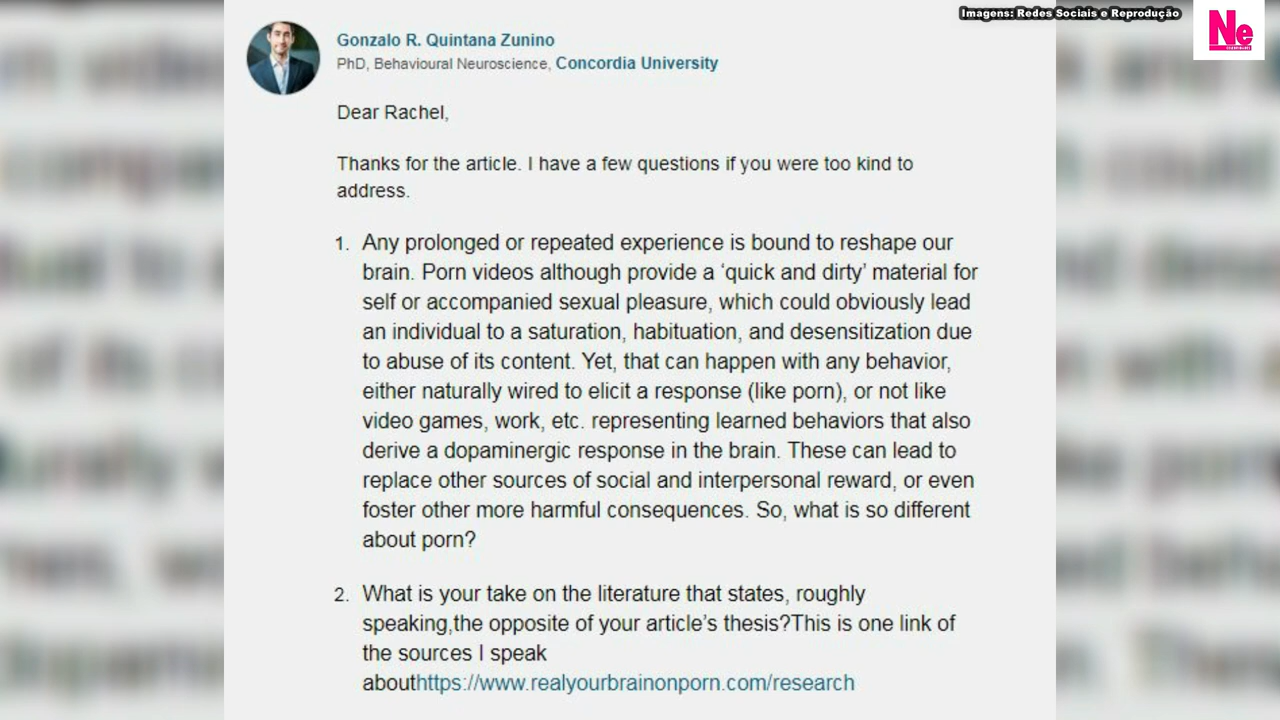 Imagens: Redes Sociais e Reprodução
Ne
Gonzalo R. Quintana Zunino
PhD, Behavioural Neuroscience, Concordia University
Dear Rachel,
Thanks for the article. I have a few questions if you were too kind to
address.
1. Any prolonged or repeated experience is bound to reshape our
brain. Porn videos although provide a ‘quick and dirty’ material for
self or accompanied sexual pleasure, which could obviously lead
an individual to a saturation, habituation, and desensitization due
to abuse of its content. Yet, that can happen with any behavior,
either naturally wired to elicit a response (like porn), or not like
video games, work, etc. representing learned behaviors that also
derive a dopaminergic response in the brain. These can lead to
replace other sources of social and interpersonal reward, or even
foster other more harmful consequences. So, what is so different
about porn?
2. What is your take on the literature that states, roughly
speaking,the opposite of your article’s thesis?This is one link of
the sources I speak
abouthttps://www.realyourbrainonporn.com/research